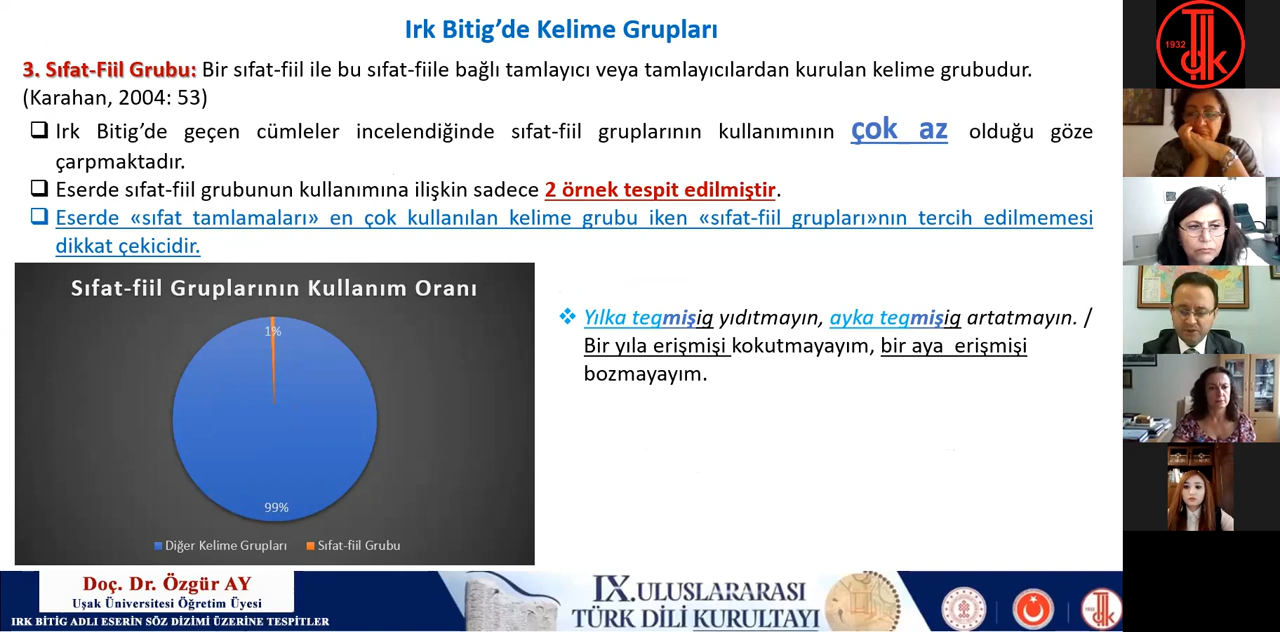 Irk Bitig’de Kelime Grupları
3. Sıfat-Fiil Grubu: Bir sıfat-fiil ile bu sıfat-fiile bağlı tamlayıcı veya tamlayıcılardan kurulan kelime grubudur.
(Karahan, 2004: 53)
Irk Bitig’de geçen cümleler incelendiğinde sıfat-fiil gruplarının kullanımının çok az olduğu göze
çarpmaktadır.
Eserde sıfat-fiil grubunun kullanımına ilişkin sadece 2 örnek tespit edilmiştir.
Eserde «sıfat tamlamaları» en çok kullanılan kelime grubu iken «sıfat-fiil grupları»nın tercih edilmemesi
dikkat çekicidir.
Sıfat-fiil Gruplarının Kullanım Oranı
1%
99%
Diğer Kelime Grupları
Sıfat-fiil Grubu
Yılka tegmişig yıdıtmayın, ayka tegmişig artatmayın. /
Bir yıla erişmişi kokutmayayım, bir aya erişmişi
bozmayayım.
Doç. Dr. Özgür AY
Uşak Üniversitesi Öğretim Üyesi
IRK BİTİG ADLI ESERİN SÖZ DİZİMİ ÜZERİNE TESPİTLER
IX.ULUSLARARASI
TÜRK DİLİ KURULTAYI
1932